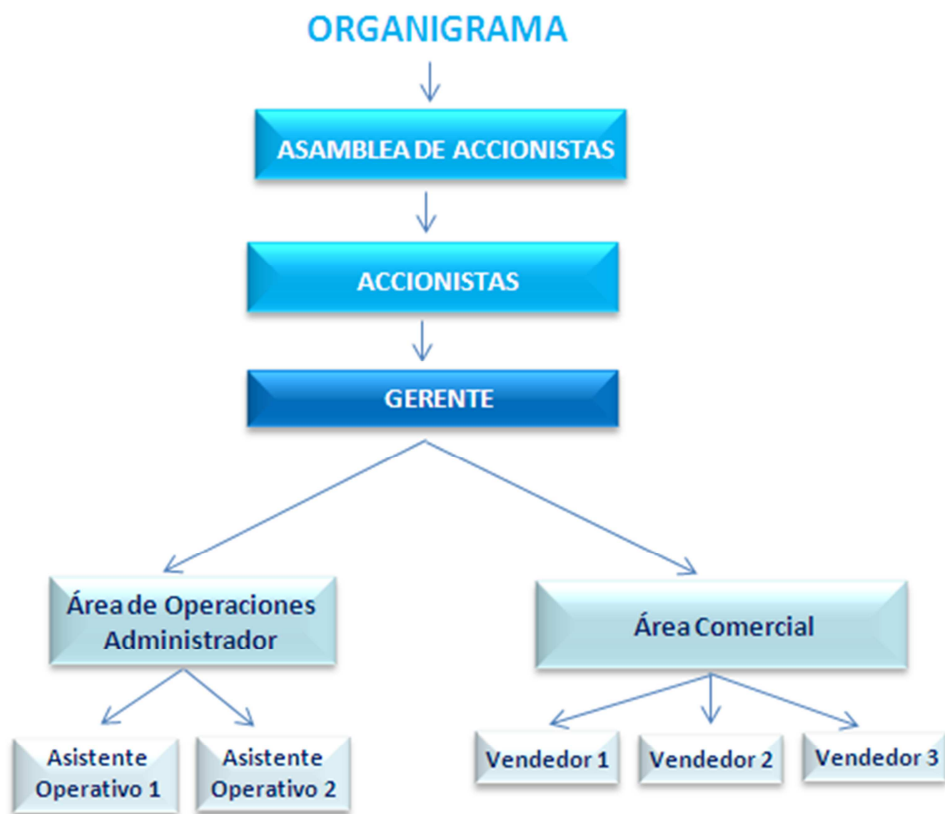 ORGANIGRAMA
ASAMBLEA DE ACCIONISTAS
ACCIONISTAS
GERENTE
Área de Operaciones
Administrador
Área Comercial
Asistente
Operativo 1
Asistente
Operativo 2
Vendedor 1
Vendedor 2
Vendedor 3